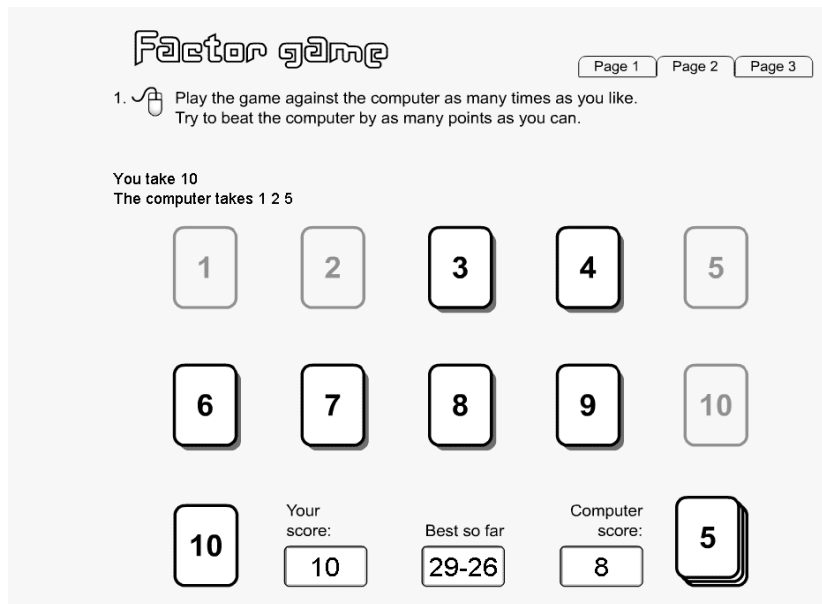 Factor game
Page 1 Page 2 Page 3
1. Play the game against the computer as many times as you like.
Try to beat the computer by as many points as you can.
You take 10
The computer takes 1 2 5
1 2 3 4 5
6 7 8 9 10
10
Your
score:
10
Best so far
29-26
Computer
score:
8
5